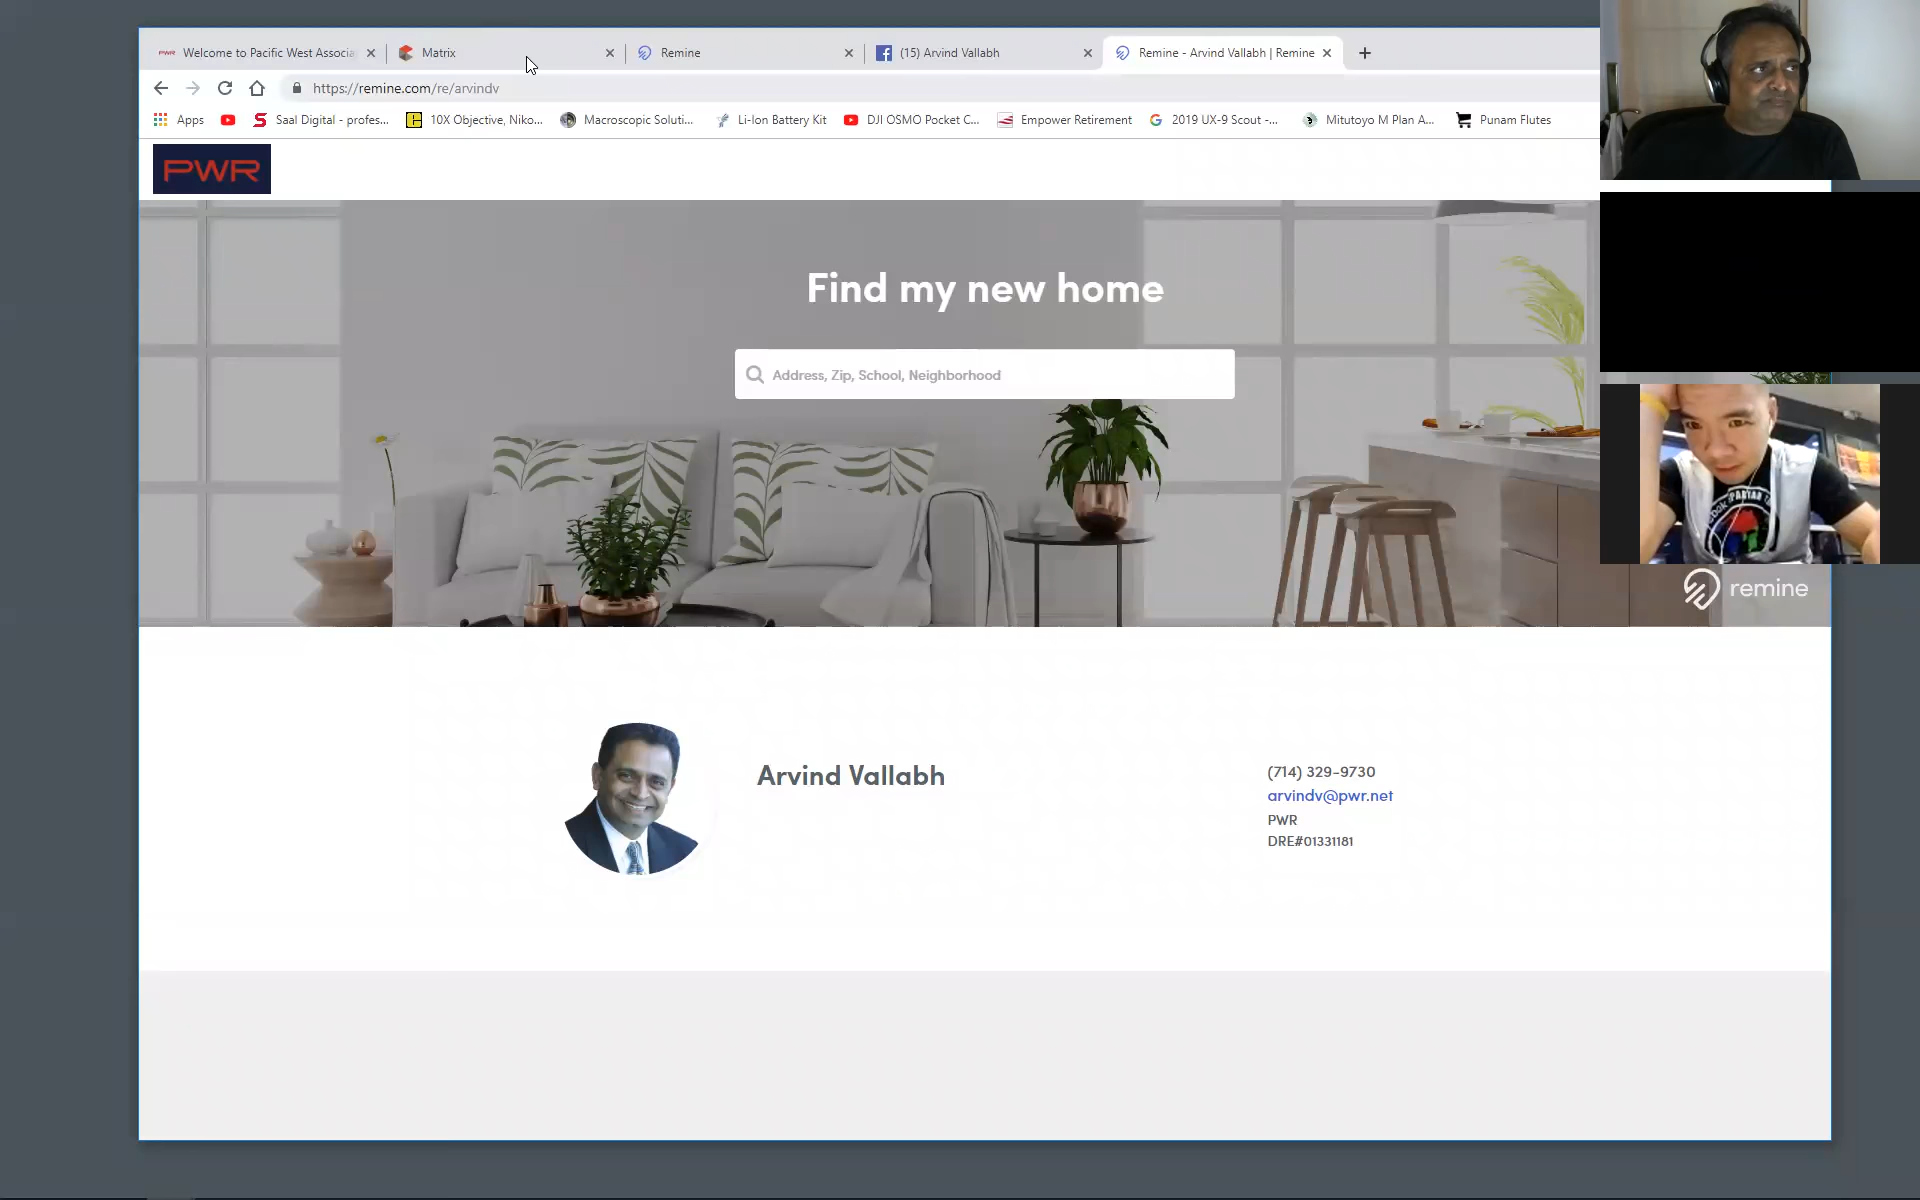 PWR Welcome to Pacific West Associa
Matrix
Remine
(15) Arvind Vallabh
Remine - Arvind Vallabh | Remine
https://remine.com/re/arvindv
Apps
Saal Digital - profes...
10X Objective, Niko...
Macroscopic Soluti...
Li-Ion Battery Kit
DJI OSMO Pocket C...
Empower Retirement
2019 UX-9 Scout -...
Mitutoyo M Plan A...
Punam Flutes
PWR
Find my new home
Address, Zip, School, Neighborhood
SPARTAN
remine
Arvind Vallabh
(714) 329-9730
arvindv@pwr.net
PWR
DRE#01331181